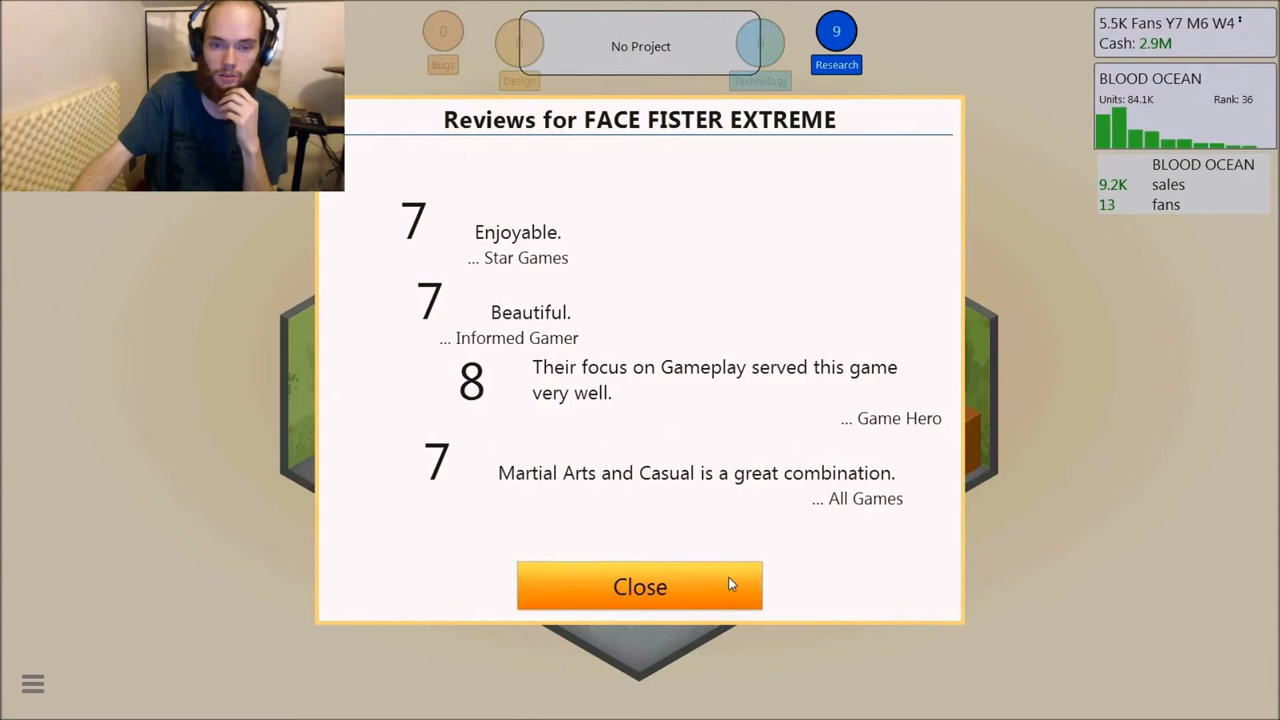 0
Bugs
Design
No Project
Technology
9
Research
5.5K Fans Y7 M6 W4
Cash: 2.9M
BLOOD OCEAN
Units: 84.1K Rank: 36
BLOOD OCEAN
9.2K sales
13 fans
Reviews for FACE FISTER EXTREME
7 Enjoyable.
... Star Games
7 Beautiful.
... Informed Gamer
8 Their focus on Gameplay served this game
very well.
... Game Hero
7 Martial Arts and Casual is a great combination.
... All Games
Close